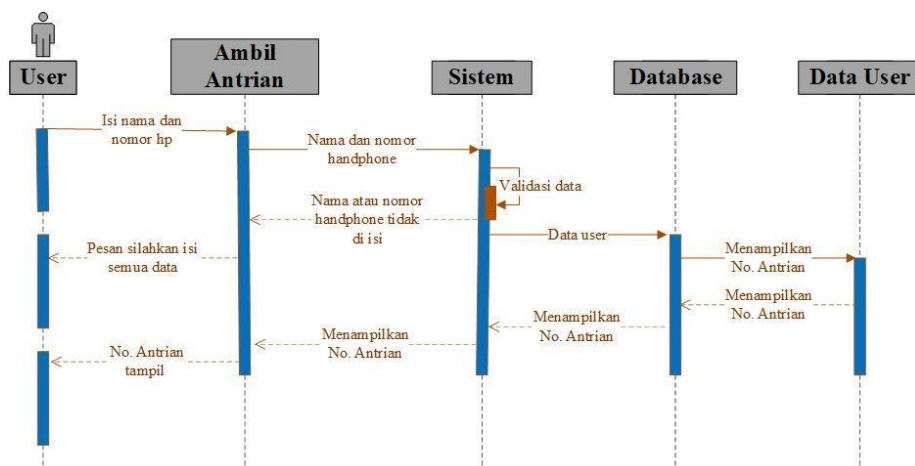 User
Ambil
Antrian
Sistem
Database
Data User
Isi nama dan
nomor hp
Nama dan nomor
handphone
Validasi data
Nama atau nomor
handphone tidak
di isi
Data user
Pesan silahkan isi
semua data
Menampilkan
No. Antrian
Menampilkan
No. Antrian
Menampilkan
No. Antrian
Menampilkan
No. Antrian
No. Antrian
tampil